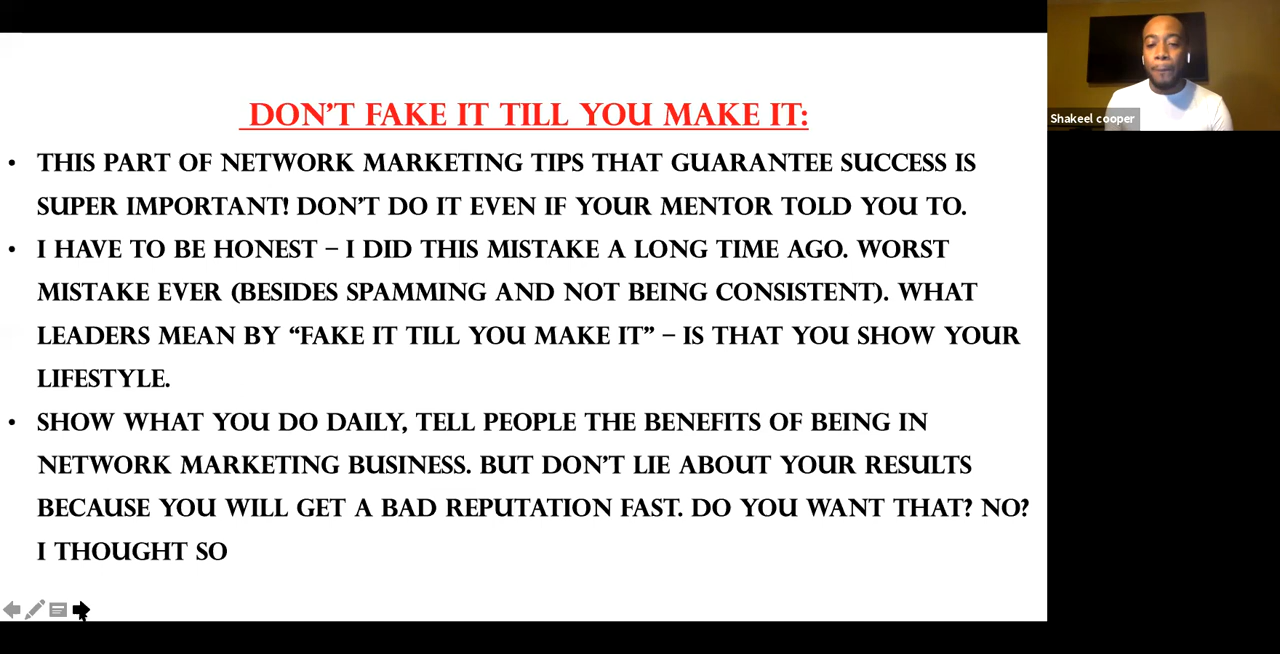 DON'T FAKE IT TILL YOU MAKE IT:
• THIS PART OF NETWORK MARKETING TIPS THAT GUARANTEE SUCCESS IS
SUPER IMPORTANT! DON'T DO IT EVEN IF YOUR MENTOR TOLD YOU TO.
• I HAVE TO BE HONEST – I DID THIS MISTAKE A LONG TIME AGO. WORST
MISTAKE EVER (BESIDES SPAMMING AND NOT BEING CONSISTENT). WHAT
LEADERS MEAN BY “FAKE IT TILL YOU MAKE IT” – IS THAT YOU SHOW YOUR
LIFESTYLE.
• SHOW WHAT YOU DO DAILY, TELL PEOPLE THE BENEFITS OF BEING IN
NETWORK MARKETING BUSINESS. BUT DON'T LIE ABOUT YOUR RESULTS
BECAUSE YOU WILL GET A BAD REPUTATION FAST. DO YOU WANT THAT? NO?
I THOUGHT SO
Shakeel cooper